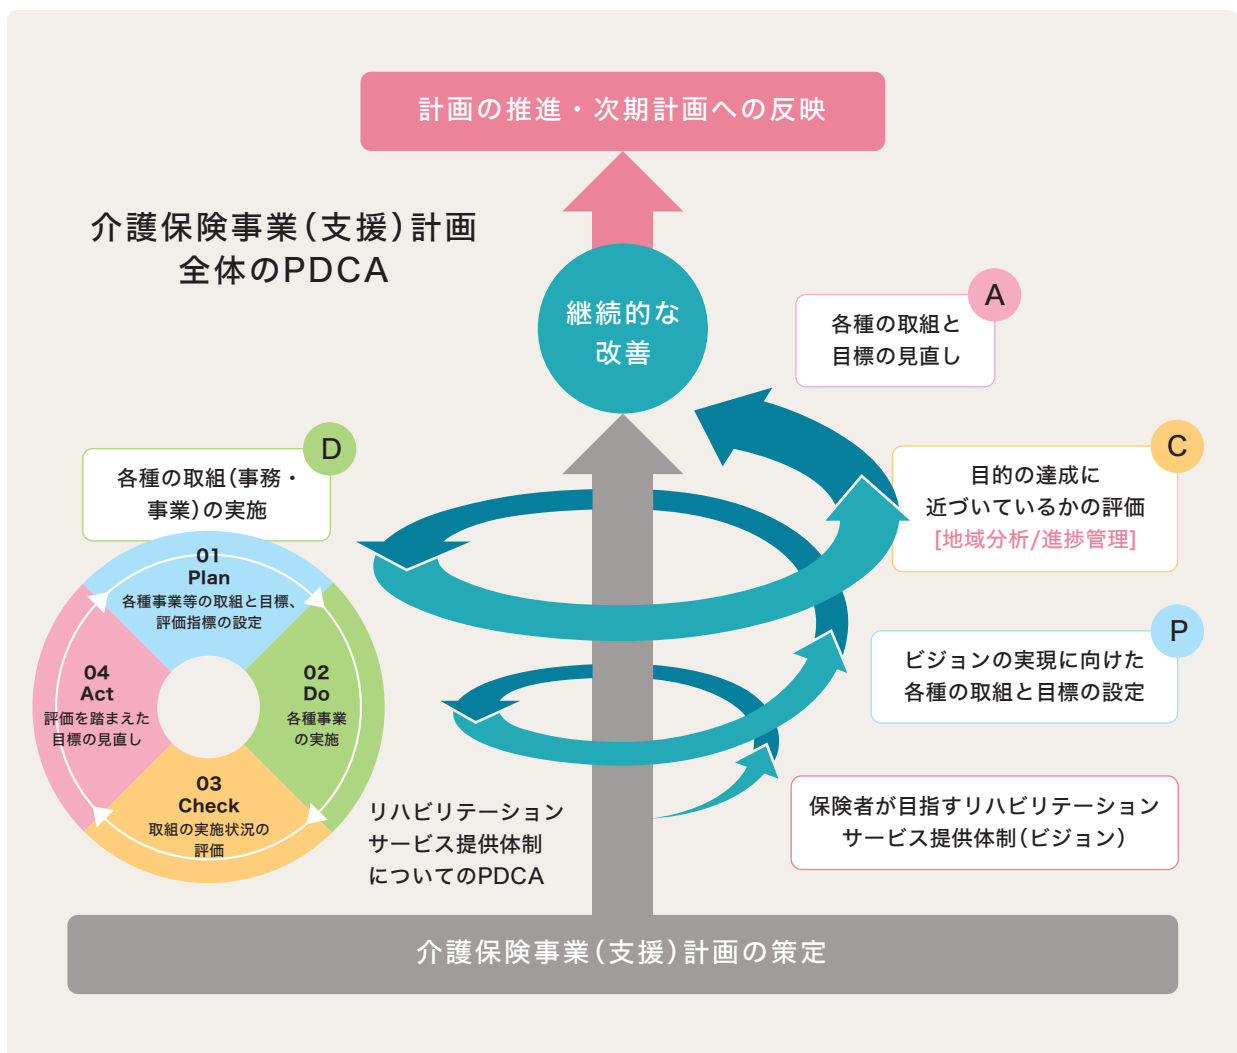 計画の推進・次期計画への反映
介護保険事業(支援)計画
全体のPDCA
継続的な
改善
A
各種の取組と
目標の見直し
D
各種の取組(事務・
事業)の実施
C
目的の達成に
近づいているかの評価
[地域分析/進捗管理]
01
Plan
各種事業等の取組と目標、
評価指標の設定
02
Do
各種事業
の実施
03
Check
取組の実施状況の
評価
04
Act
評価を踏まえた
目標の見直し
P
ビジョンの実現に向けた
各種の取組と目標の設定
リハビリテーション
サービス提供体制
についてのPDCA
保険者が目指すリハビリテーション
サービス提供体制(ビジョン)
介護保険事業(支援)計画の策定